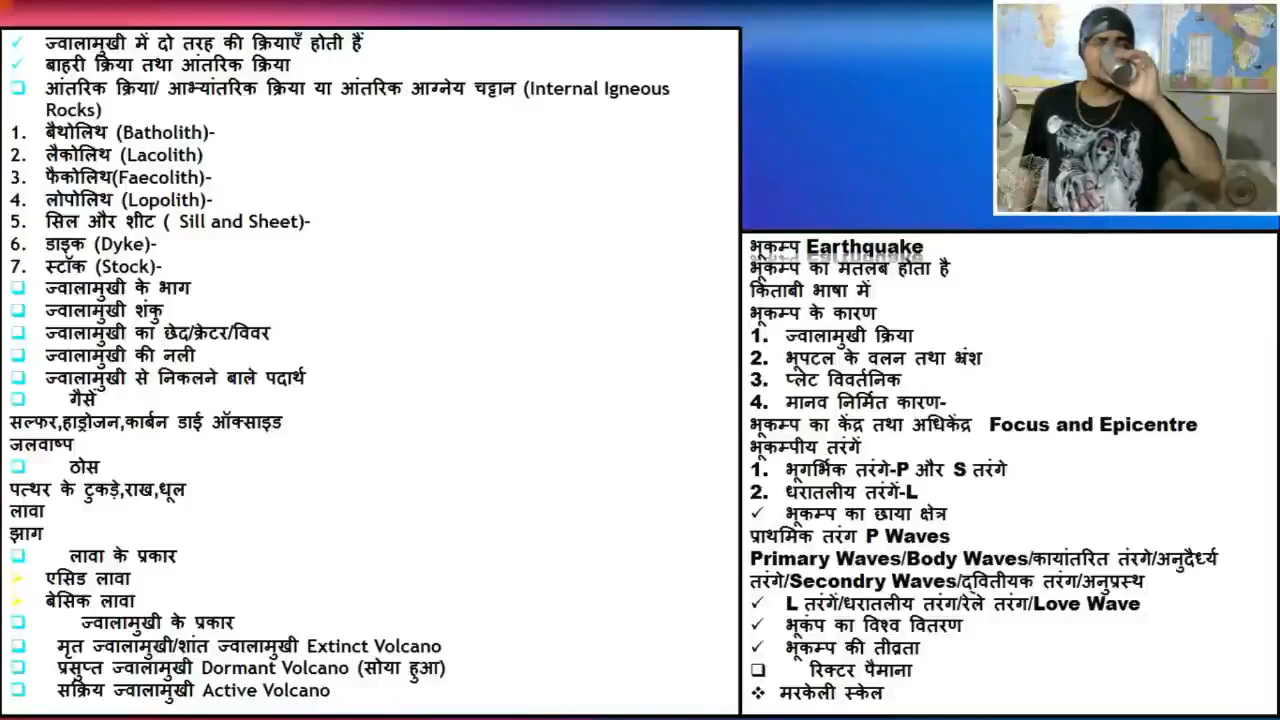 ज्वालामुखी में दो तरह की क्रियाएँ होती हैं
बाहरी क्रिया तथा आंतरिक क्रिया
आंतरिक क्रिया/ आभ्यांतरिक क्रिया या आंतरिक आग्नेय चट्टान (Internal Igneous
Rocks)
1. बैथोलिथ (Batholith)-
2. लैकोलिथ (Lacolith)
3. फैकोलिथ(Faecolith)-
4. लोपोलिथ (Lopolith)-
5. सिल और शीट ( Sill and Sheet)-
6. डाइक (Dyke)-
7. स्टॉक (Stock)-
ज्वालामुखी के भाग
ज्वालामुखी शंकु
ज्वालामुखी का छेद/क्रेटर/विवर
ज्वालामुखी की नली
ज्वालामुखी से निकलने बाले पदार्थ
गैसें
सल्फर,हाड्रोजन,कार्बन डाई ऑक्साइड
जलवाष्प
ठोस
पत्थर के टुकड़े,राख,धूल
लावा
झाग
लावा के प्रकार
एसिड लावा
बेसिक लावा
ज्वालामुखी के प्रकार
मृत ज्वालामुखी/शांत ज्वालामुखी Extinct Volcano
प्रसुप्त ज्वालामुखी Dormant Volcano (सोया हुआ)
सक्रिय ज्वालामुखी Active Volcano
भूकम्प Earthquake
भूकम्प का मतलब होता है
किताबी भाषा में
भूकम्प के कारण
1. ज्वालामुखी क्रिया
2. भूपटल के वलन तथा भ्रंश
3. प्लेट विवर्तनिक
4. मानव निर्मित कारण-
भूकम्प का केंद्र तथा अधिकेंद्र Focus and Epicentre
भूकम्पीय तरंगें
1. भूगर्भिक तरंगे-P और S तरंगे
2. धरातलीय तरंगें-L
भूकम्प का छाया क्षेत्र
प्राथमिक तरंग P Waves
Primary Waves/Body Waves/कायांतरित तरंगे/अनुदैर्ध्य
तरंगे/Secondry Waves/द्वितीयक तरंग/अनुप्रस्थ
L तरंगें/धरातलीय तरंग/रेले तरंग/Love Wave
भूकंप का विश्व वितरण
भूकम्प की तीव्रता
रिक्टर पैमाना
मरकेली स्केल